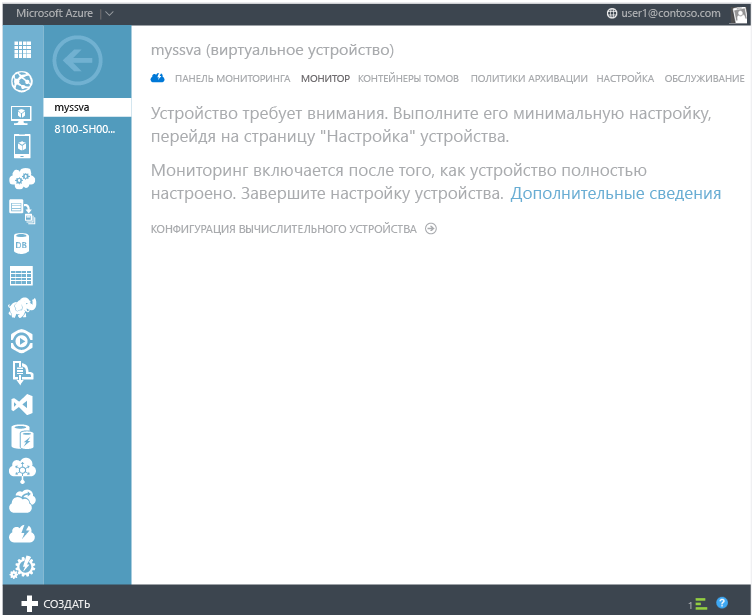 Microsoft Azure
user1@contoso.com
myssva
8100-SH00...
myssva (виртуальное устройство)
ПАНЕЛЬ МОНИТОРИНГА МОНИТОР КОНТЕЙНЕРЫ ТОМОВ ПОЛИТИКИ АРХИВАЦИИ НАСТРОЙКА ОБСЛУЖИВАНИЕ
Устройство требует внимания. Выполните его минимальную настройку,
перейдя на страницу "Настройка" устройства.
Мониторинг включается после того, как устройство полностью
настроено. Завершите настройку устройства. Дополнительные сведения
КОНФИГУРАЦИЯ ВЫЧИСЛИТЕЛЬНОГО УСТРОЙСТВА
DB
СОЗДАТЬ
1
?